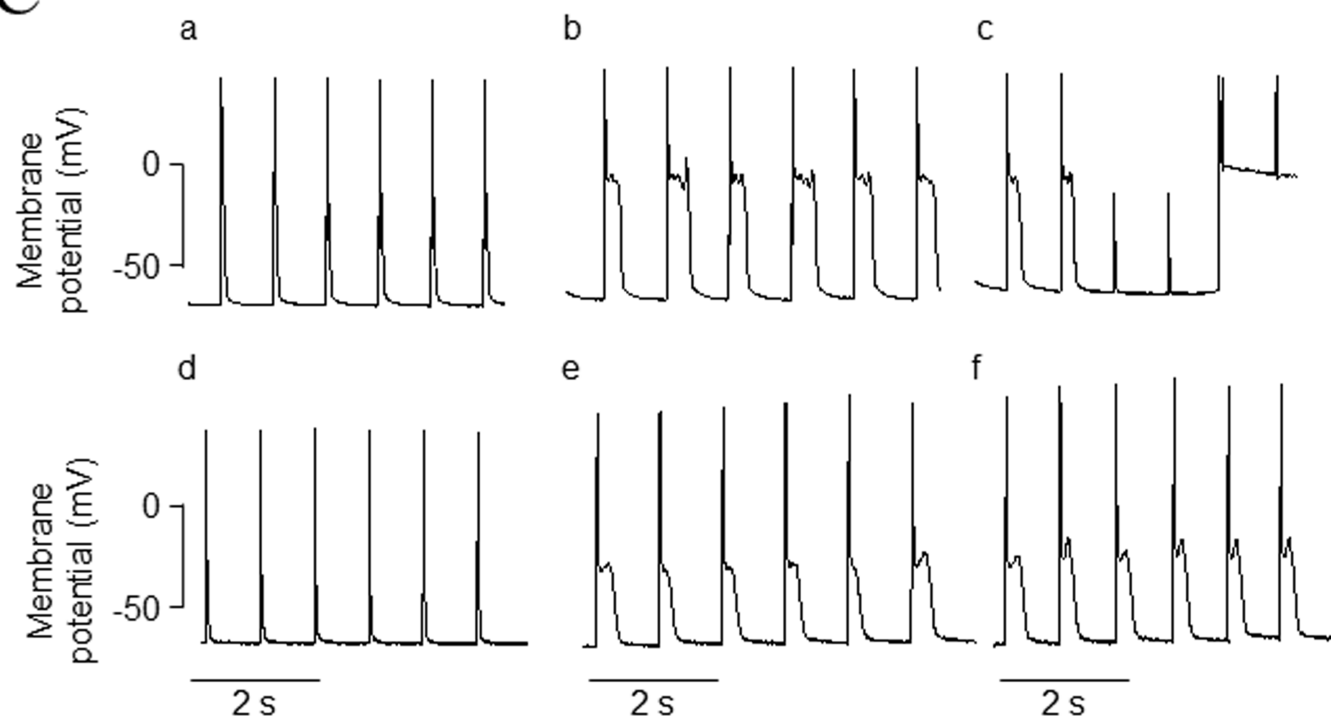 C
a b c
Membrane
potential (mV)
0
-50
d e f
Membrane
potential (mV)
0
-50
2 s 2 s 2 s